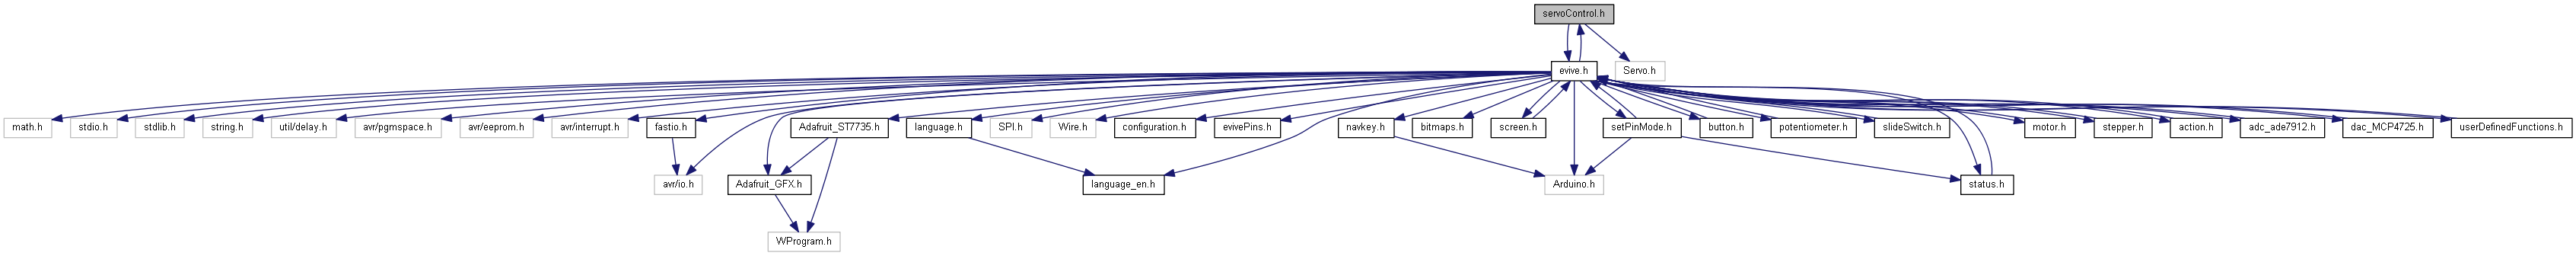 servoControl.h
evive.h
Servo.h
math.h
stdio.h
stdlib.h
string.h
util/delay.h
avr/pgmspace.h
avr/eeprom.h
avr/interrupt.h
fastio.h
Adafruit_ST7735.h
language.h
SPI.h
Wire.h
configuration.h
evivePins.h
navkey.h
bitmaps.h
screen.h
setPinMode.h
button.h
potentiometer.h
slideSwitch.h
motor.h
stepper.h
action.h
adc_ade7912.h
dac_MCP4725.h
userDefinedFunctions.h
avr/io.h
Adafruit_GFX.h
language_en.h
Arduino.h
status.h
WProgram.h